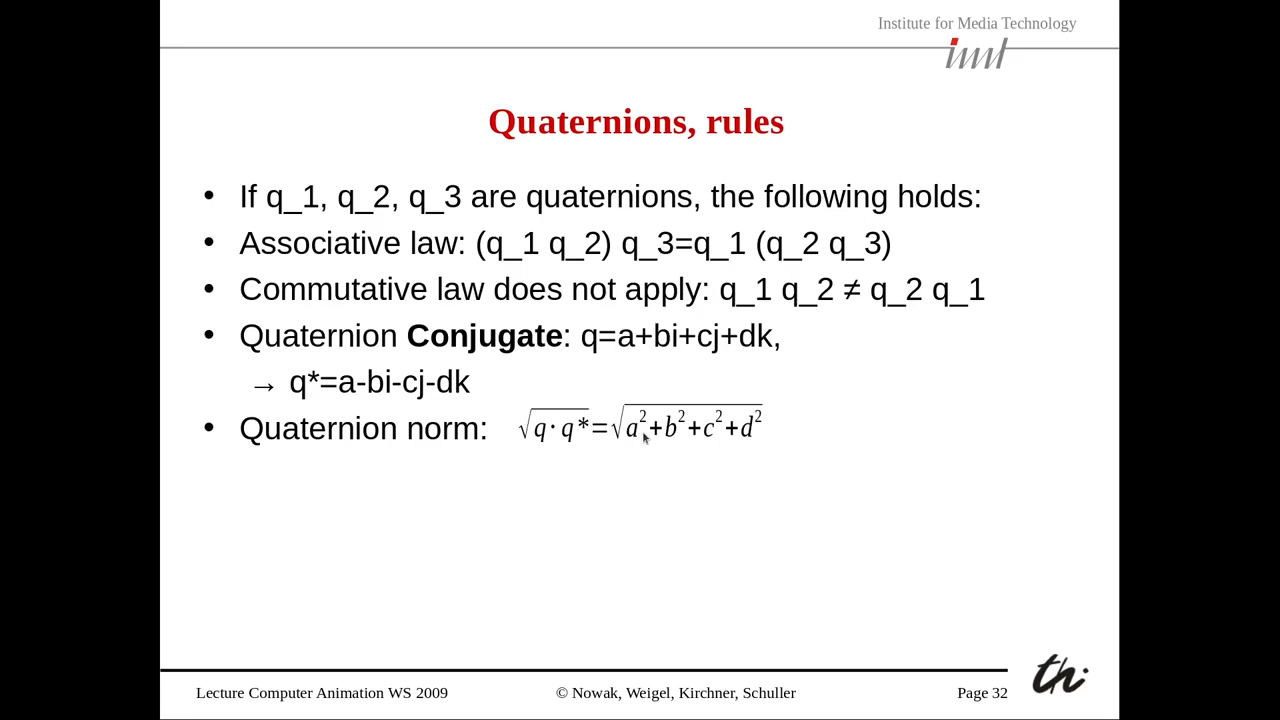 Institute for Media Technology
imt
Quaternions, rules
• If q_1, q_2, q_3 are quaternions, the following holds:
• Associative law: (q_1 q_2) q_3=q_1 (q_2 q_3)
• Commutative law does not apply: q_1 q_2 ≠ q_2 q_1
• Quaternion Conjugate: q=a+bi+cj+dk,
→ q*=a-bi-cj-dk
• Quaternion norm: √(q·q*)=√(a²+b²+c²+d²)
th
Lecture Computer Animation WS 2009 © Nowak, Weigel, Kirchner, Schuller Page 32